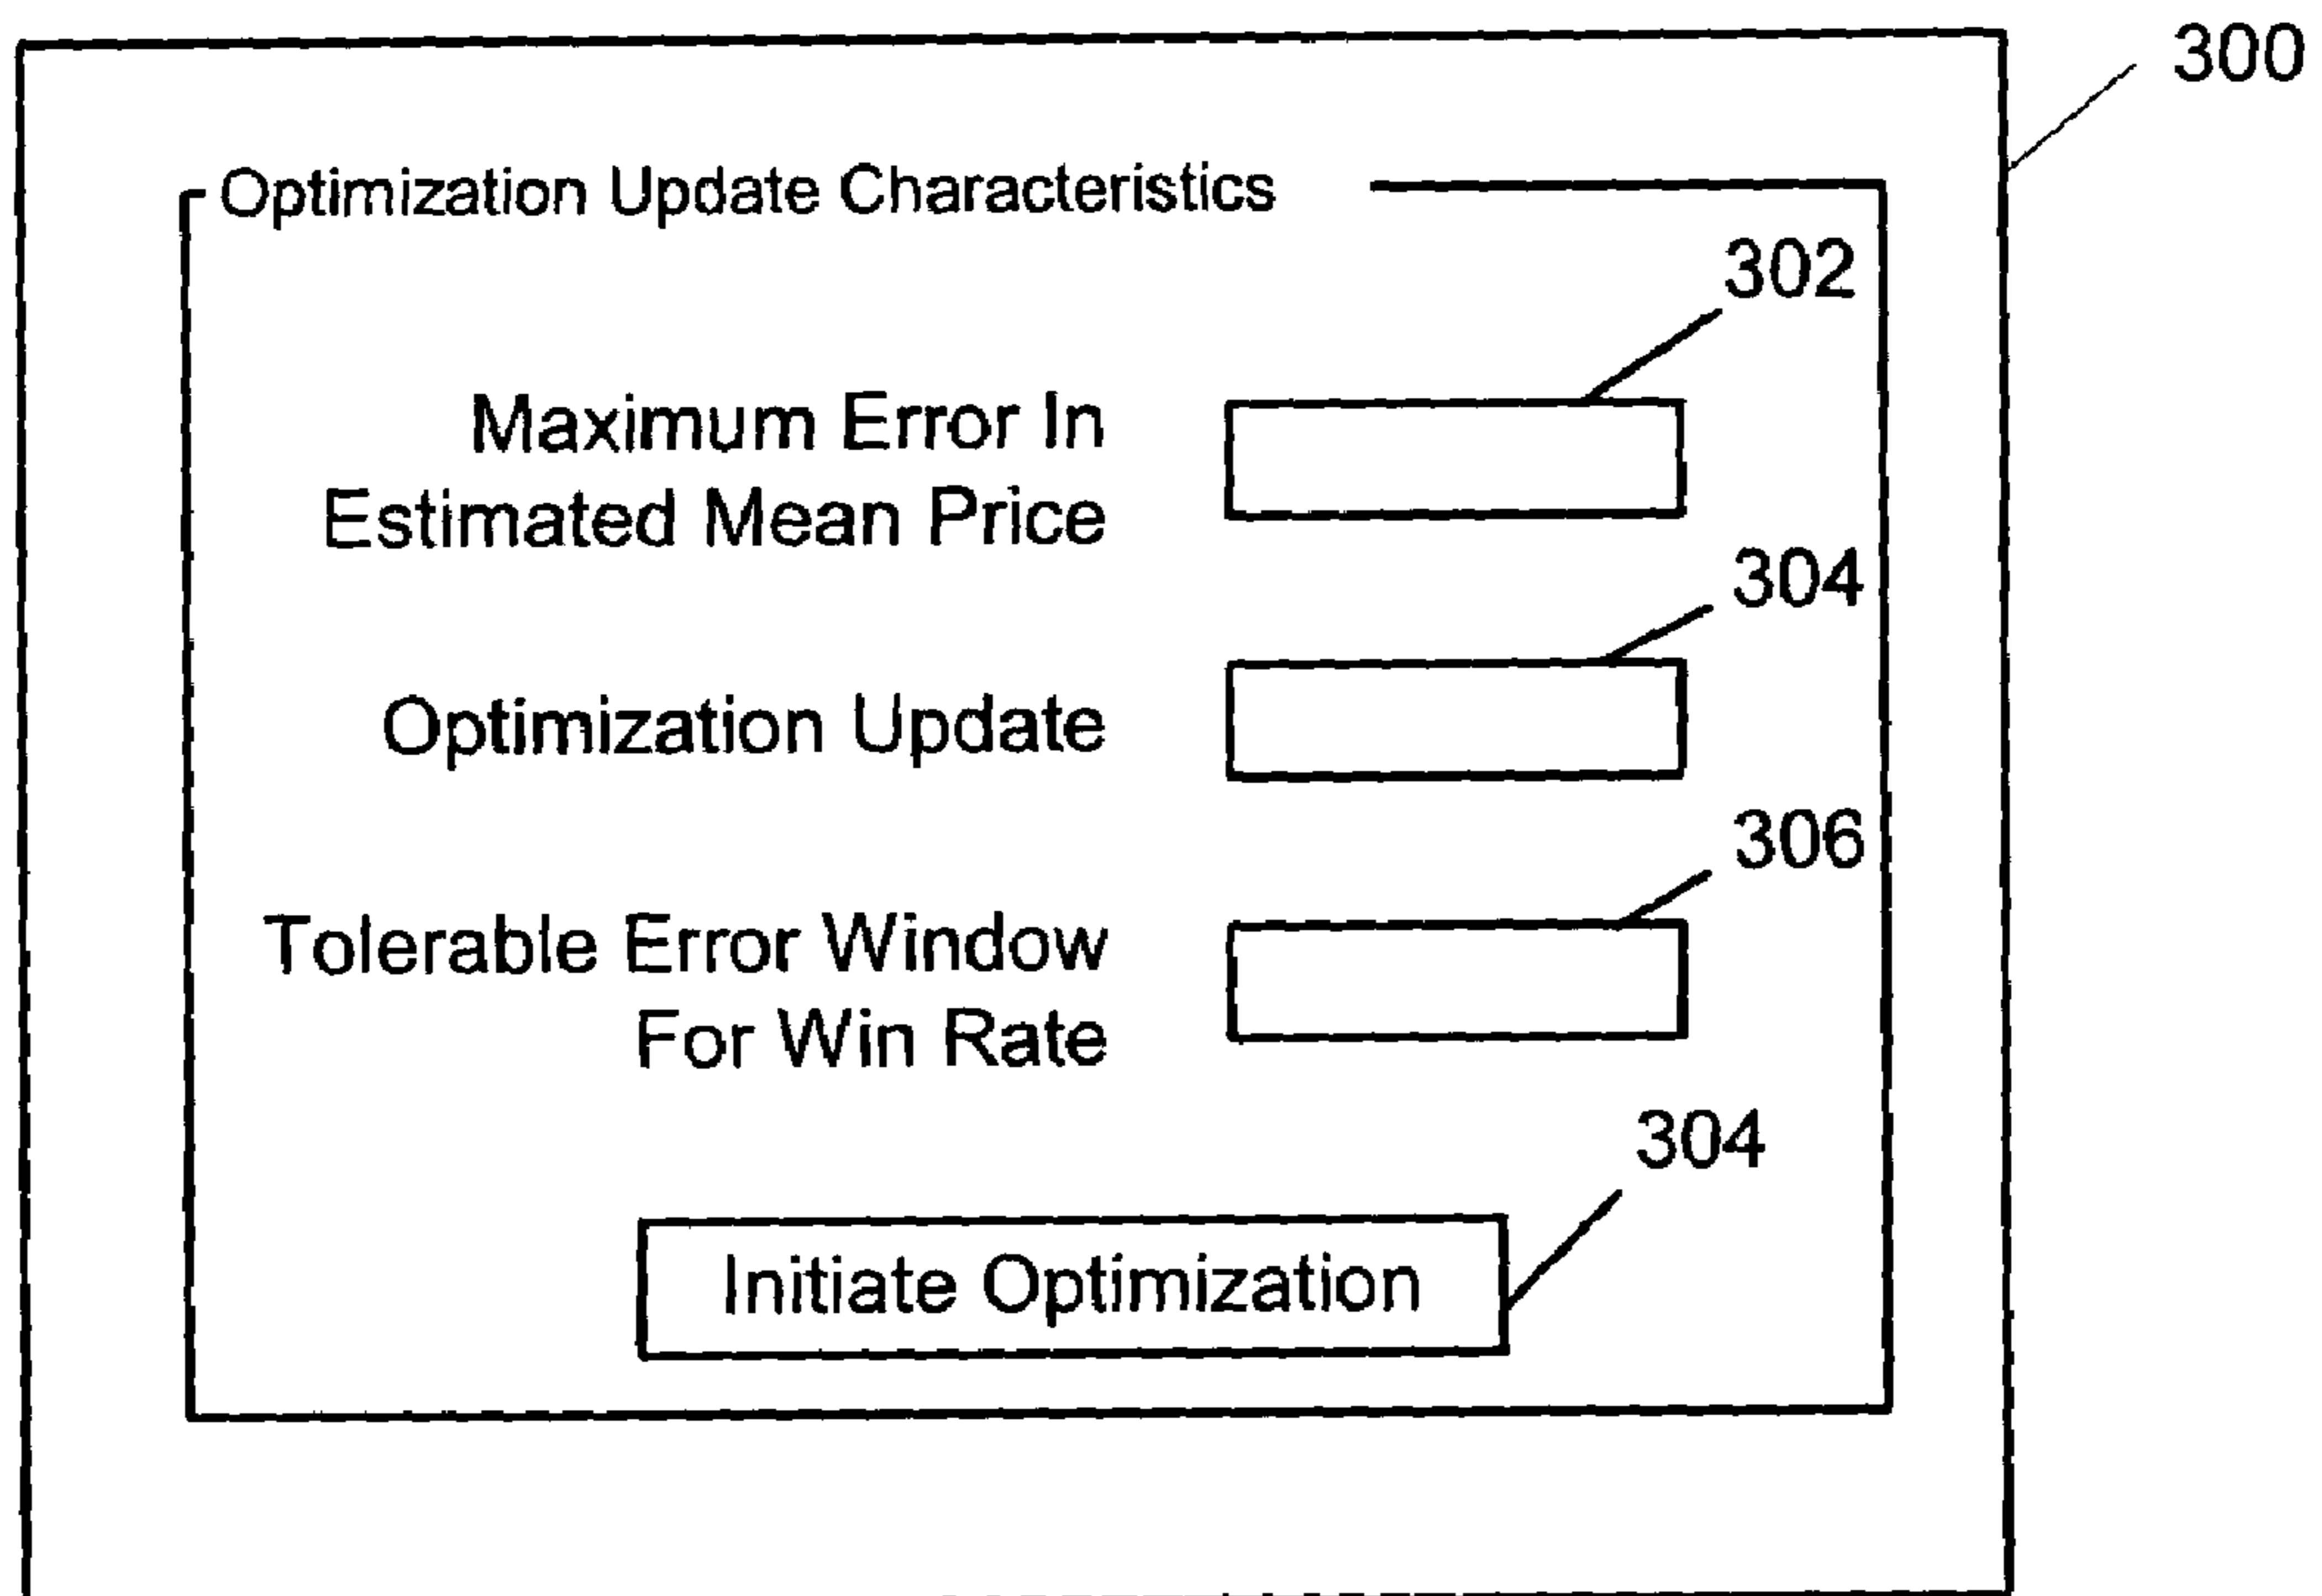 300
Optimization Update Characteristics
302
Maximum Error In
Estimated Mean Price
304
Optimization Update
306
Tolerable Error Window
For Win Rate
304
Initiate Optimization